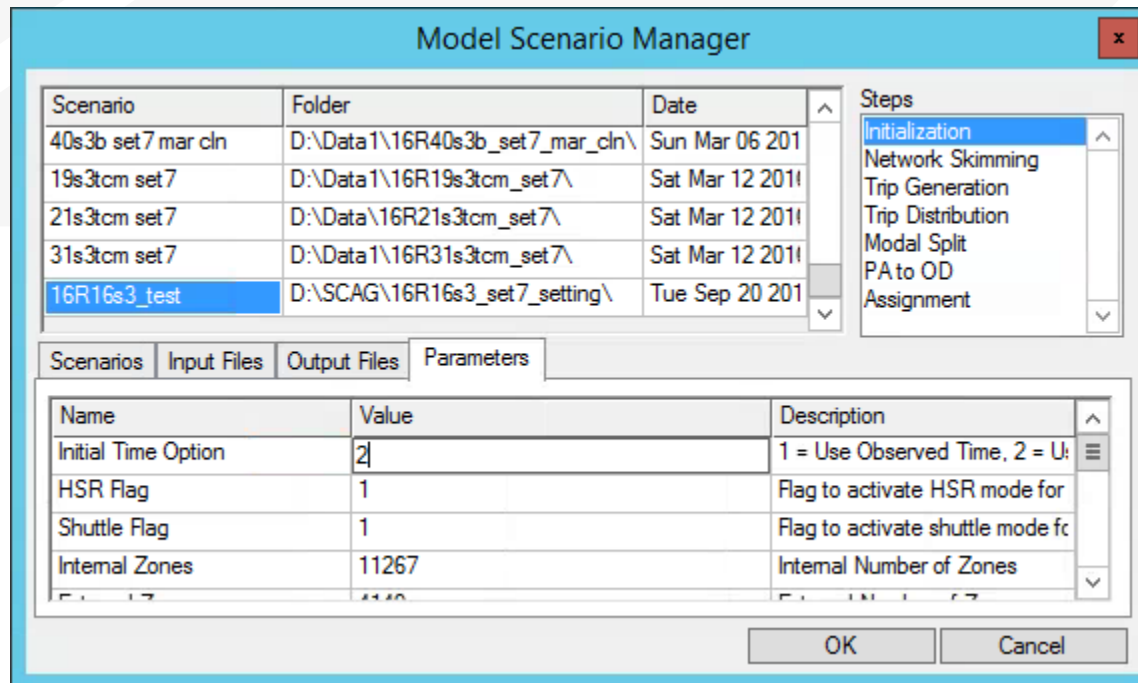 Model Scenario Manager
x
Scenario Folder Date
40s3b set7 mar cln D:\Data1\16R40s3b_set7_mar_cln\ Sun Mar 06 201
19s3tcm set7 D:\Data1\16R19s3tcm_set7\ Sat Mar 12 201
21s3tcm set7 D:\Data\16R21s3tcm_set7\ Sat Mar 12 201
31s3tcm set7 D:\Data1\16R31s3tcm_set7\ Sat Mar 12 201
16R16s3_test D:\SCAG\16R16s3_set7_setting\ Tue Sep 20 201
Steps
Initialization
Network Skimming
Trip Generation
Trip Distribution
Modal Split
PA to OD
Assignment
Scenarios Input Files Output Files Parameters
Name Value Description
Initial Time Option 2 1 = Use Observed Time, 2 =
HSR Flag 1 Flag to activate HSR mode for
Shuttle Flag 1 Flag to activate shuttle mode
Internal Zones 11267 Internal Number of Zones
OK Cancel